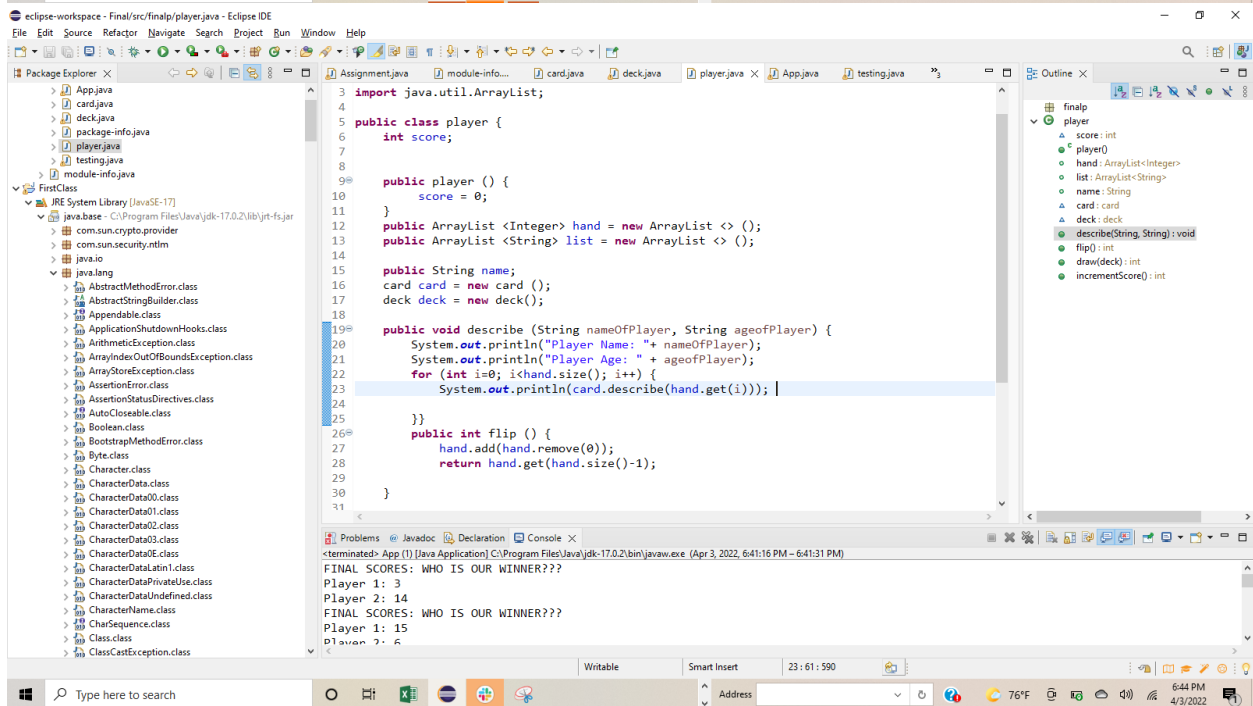 eclipse-workspace - Final/src/finalp/player.java - Eclipse IDE
File Edit Source Refactor Navigate Search Project Run Window Help
Package Explorer
App.java
card.java
deck.java
package-info.java
player.java
testing.java
module-info.java
FirstClass
JRE System Library [JavaSE-17]
java.base - C:\Program Files\Java\jdk-17.0.2\lib\jrt-fs.jar
com.sun.crypto.provider
com.sun.security.ntlm
java.io
java.lang
AbstractMethodError.class
AbstractStringBuilder.class
Appendable.class
ApplicationShutdownHooks.class
ArithmeticException.class
ArrayIndexOutOfBoundsException.class
ArrayStoreException.class
AssertionError.class
AssertionStatusDirectives.class
AutoCloseable.class
Boolean.class
BootstrapMethodError.class
Byte.class
Character.class
CharacterData.class
CharacterData00.class
CharacterData01.class
CharacterData02.class
CharacterData03.class
CharacterData0E.class
CharacterDataLatin1.class
CharacterDataPrivateUse.class
CharacterDataUndefined.class
CharacterName.class
CharSequence.class
Class.class
ClassCastException.class
Assignment.java module-info.... card.java deck.java player.java App.java testing.java »3
3 import java.util.ArrayList;
4
5 public class player {
6 int score;
7
8
9 public player () {
10 score = 0;
11 }
12 public ArrayList <Integer> hand = new ArrayList <> ();
13 public ArrayList <String> list = new ArrayList <> ();
14
15 public String name;
16 card card = new card ();
17 deck deck = new deck();
18
19 public void describe (String nameOfPlayer, String ageofPlayer) {
20 System.out.println("Player Name: "+ nameOfPlayer);
21 System.out.println("Player Age: " + ageofPlayer);
22 for (int i=0; i<hand.size(); i++) {
23 System.out.println(card.describe(hand.get(i)));
24
25 }}
26 public int flip () {
27 hand.add(hand.remove(0));
28 return hand.get(hand.size()-1);
29
30 }
31
Outline
finalp
player
score : int
player()
hand : ArrayList<Integer>
list : ArrayList<String>
name : String
card : card
deck : deck
describe(String, String) : void
flip() : int
draw(deck) : int
incrementScore() : int
Problems @ Javadoc Declaration Console
<terminated> App (1) [Java Application] C:\Program Files\Java\jdk-17.0.2\bin\javaw.exe (Apr 3, 2022, 6:41:16 PM – 6:41:31 PM)
FINAL SCORES: WHO IS OUR WINNER???
Player 1: 3
Player 2: 14
FINAL SCORES: WHO IS OUR WINNER???
Player 1: 15
Player 2: 6
Writable Smart Insert 23 : 61 : 590
Type here to search
Address
76°F
6:44 PM
4/3/2022
1